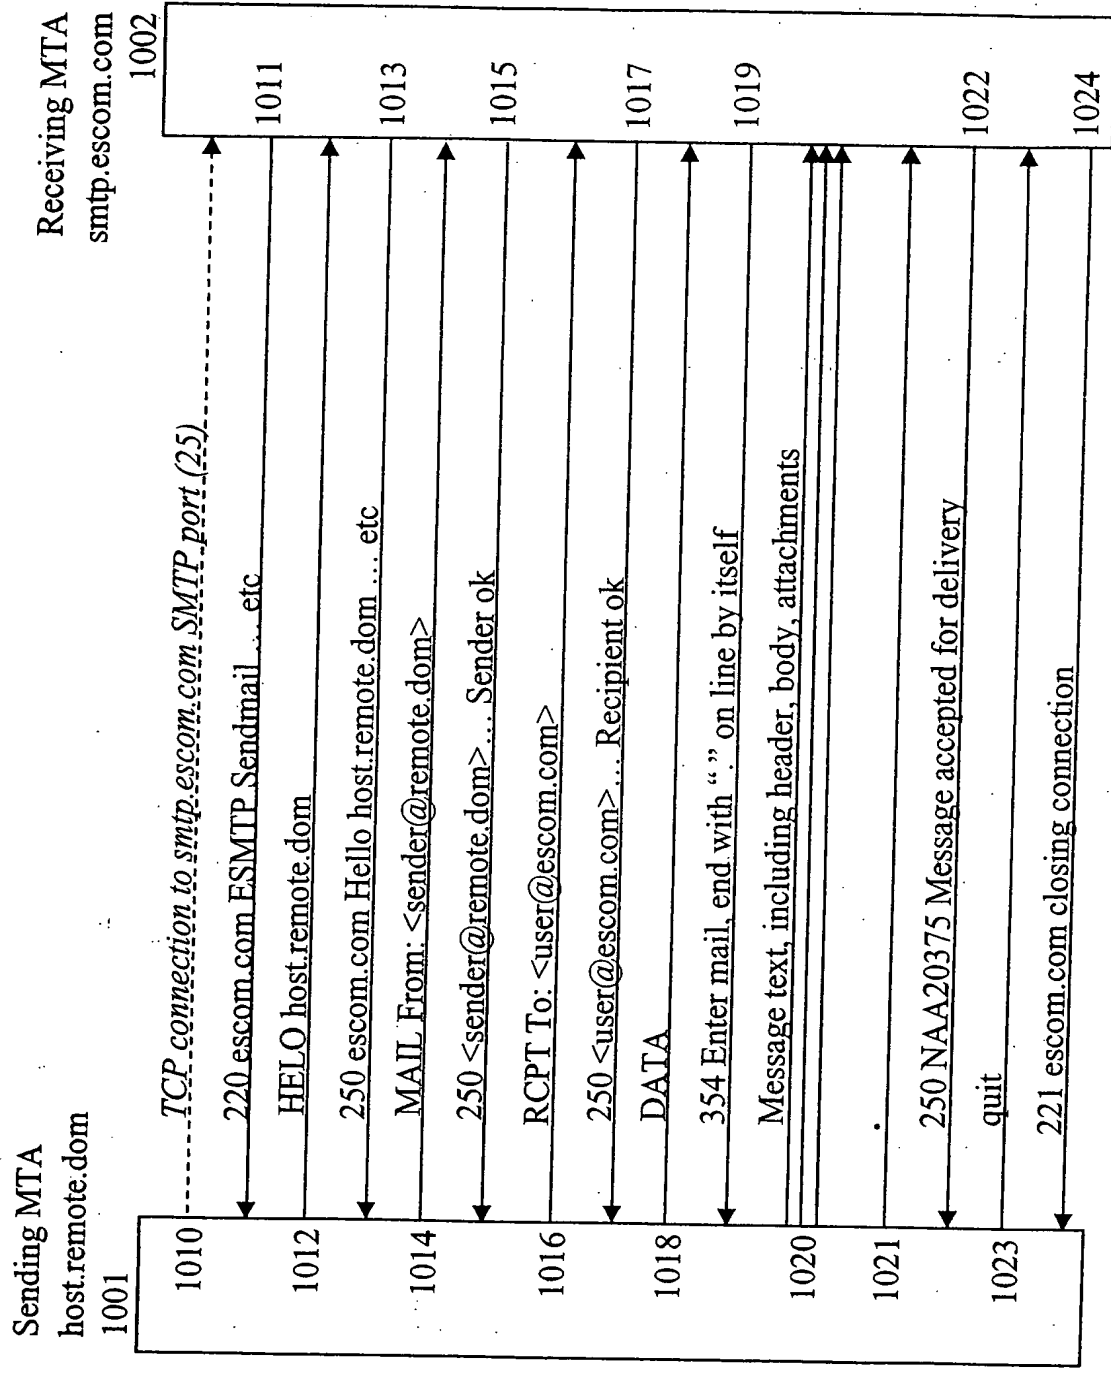 Sending MTA
host.remote.dom
1001
Receiving MTA
smtp.escom.com
1002
1010
TCP connection to smtp.escom.com SMTP port (25)
220 escom.com ESMTP Sendmail ... etc
1011
1012
HELO host.remote.dom
250 escom.com Hello host.remote.dom ... etc
1013
1014
MAIL From: <sender@remote.dom>
250 <sender@remote.dom>... Sender ok
1015
1016
RCPT To: <user@escom.com>
250 <user@escom.com>... Recipient ok
1017
1018
DATA
354 Enter mail, end with “.” on line by itself
1019
1020
Message text, including header, body, attachments
1021
.
250 NAA20375 Message accepted for delivery
1022
1023
quit
221 escom.com closing connection
1024